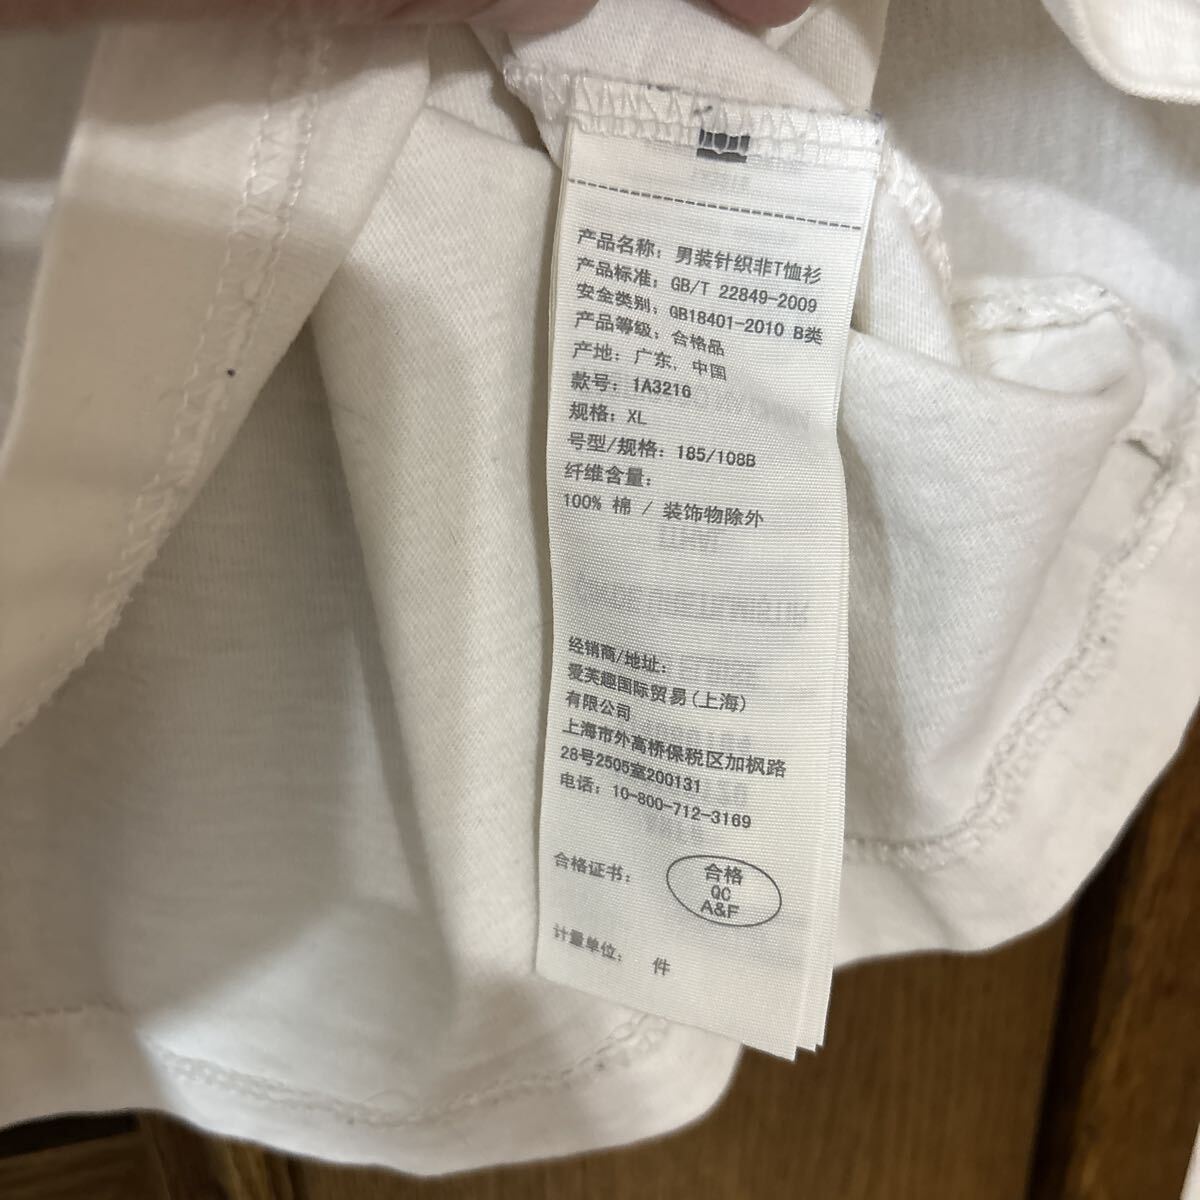 产品名称：男装针织非T恤衫
产品标准：GB/T 22849-2009
安全类别：GB18401-2010 B类
产品等级：合格品
产地：广东，中国
款号：1A3216
规格：XL
号型/规格：185/108B
纤维含量：
100% 棉 / 装饰物除外
经销商/地址：
爱芙趣国际贸易(上海)
有限公司
上海市外高桥保税区加枫路
28号2505室200131
电话：10-800-712-3169
合格证书：
合格
QC
A&F
计量单位： 件